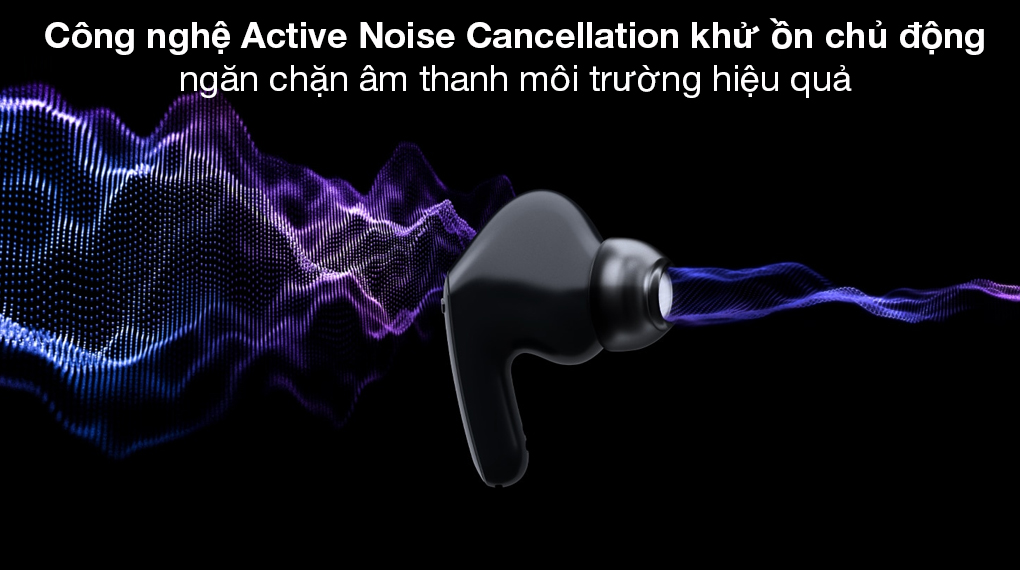 Công nghệ Active Noise Cancellation khử ồn chủ động
ngăn chặn âm thanh môi trường hiệu quả